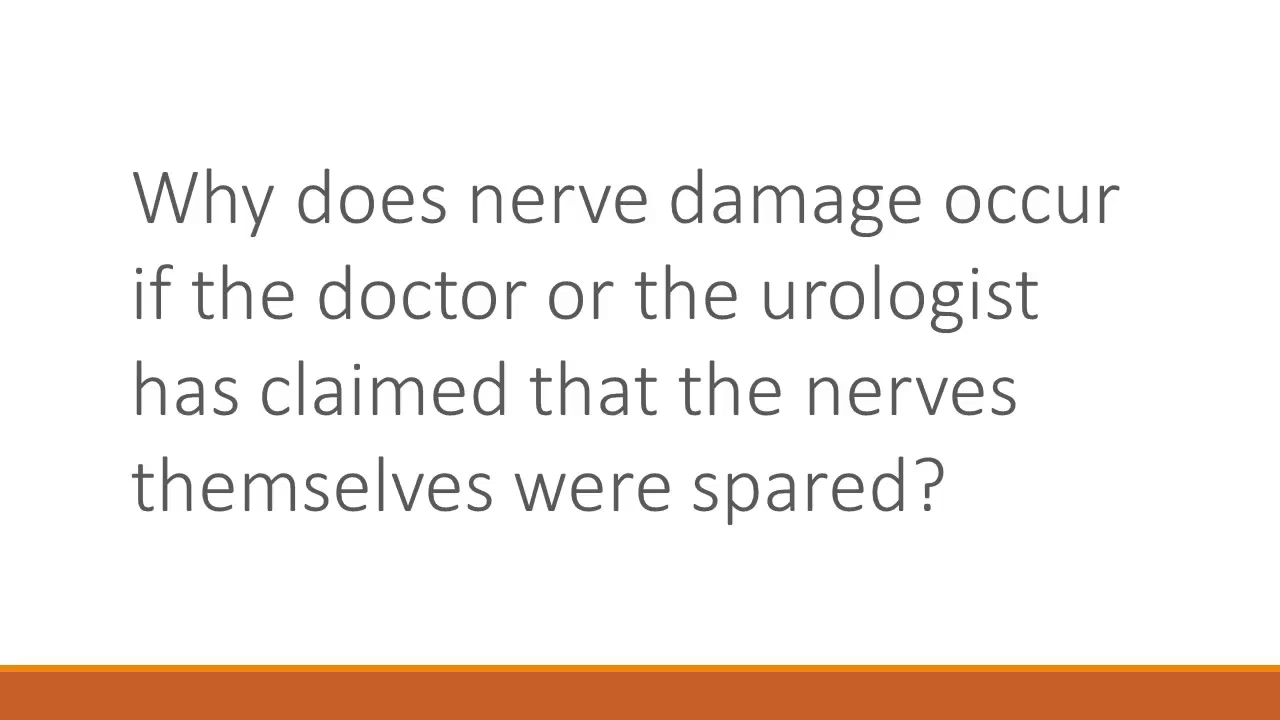 Why does nerve damage occur
if the doctor or the urologist
has claimed that the nerves
themselves were spared?